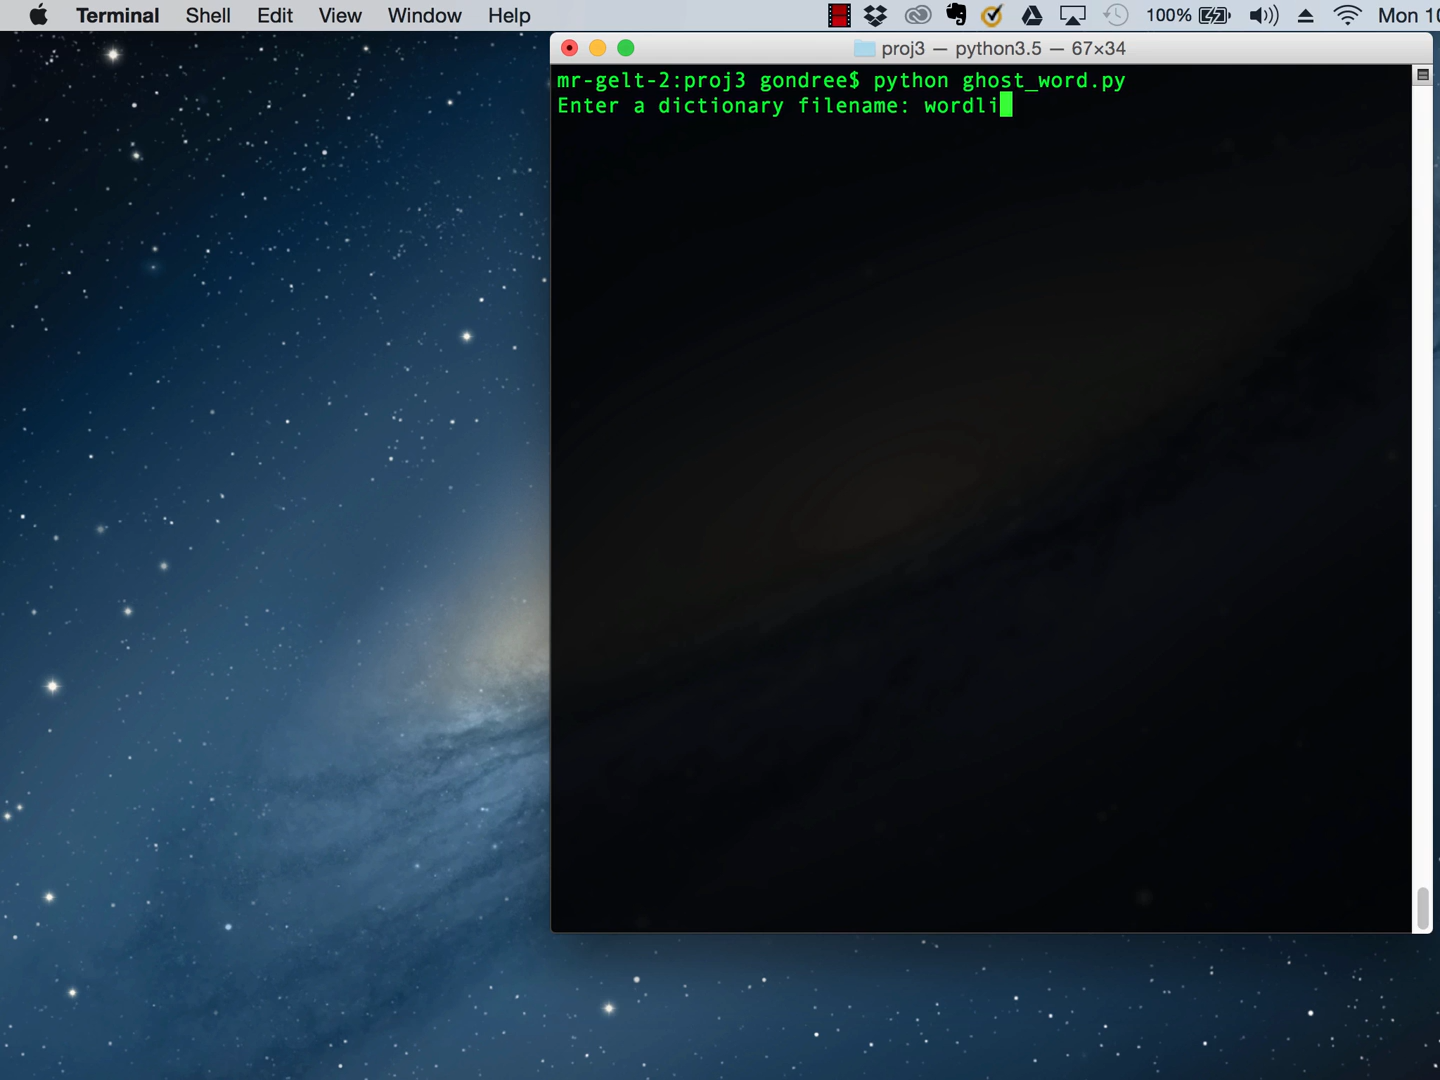 Terminal Shell Edit View Window Help 100% Mon 10
proj3 — python3.5 — 67×34
mr-gelt-2:proj3 gondree$ python ghost_word.py
Enter a dictionary filename: wordli